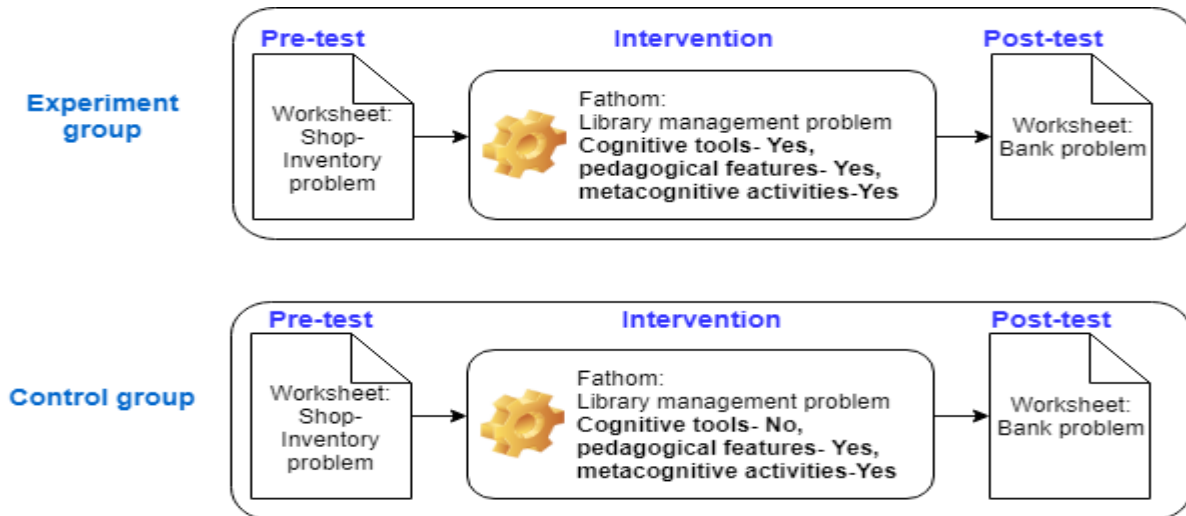 Pre-test
Intervention
Post-test
Experiment
group
Worksheet:
Shop-
Inventory
problem
Fathom:
Library management problem
Cognitive tools- Yes,
pedagogical features- Yes,
metacognitive activities-Yes
Worksheet:
Bank problem
Pre-test
Intervention
Post-test
Control group
Worksheet:
Shop-
Inventory
problem
Fathom:
Library management problem
Cognitive tools- No,
pedagogical features- Yes,
metacognitive activities-Yes
Worksheet:
Bank problem